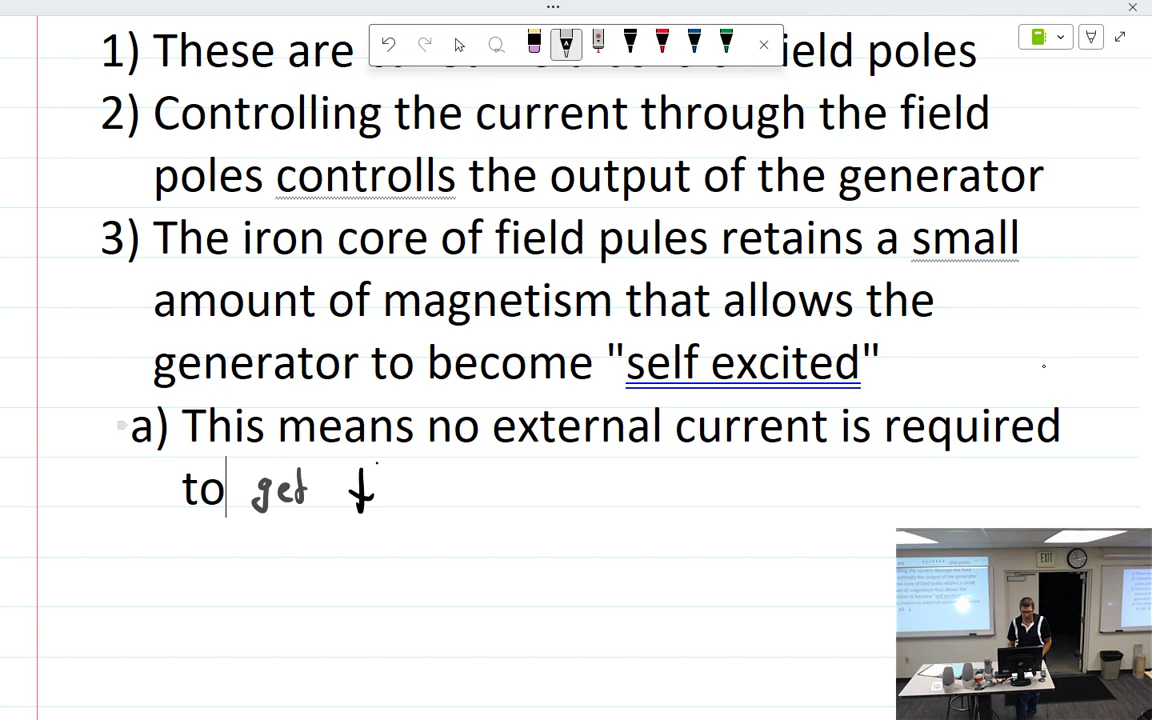 1) These are ield poles
2) Controlling the current through the field
poles controlls the output of the generator
3) The iron core of field pules retains a small
amount of magnetism that allows the
generator to become "self excited"
a) This means no external current is required
to get t
EXIT